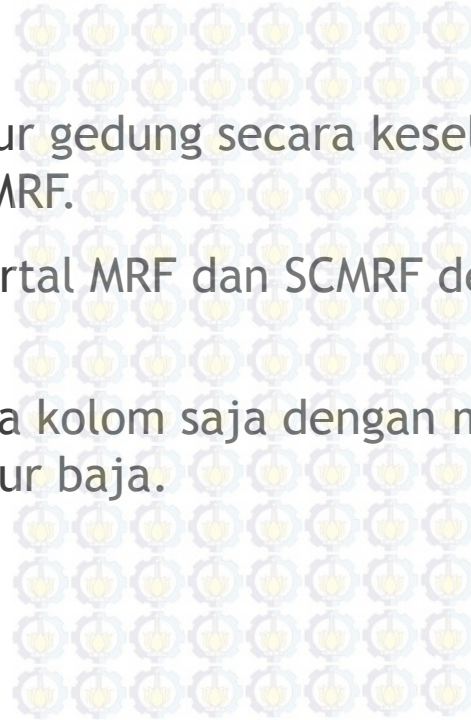 ur gedung secara kesel
MRF.
rtal MRF dan SCMRF de
a kolom saja dengan m
ur baja.